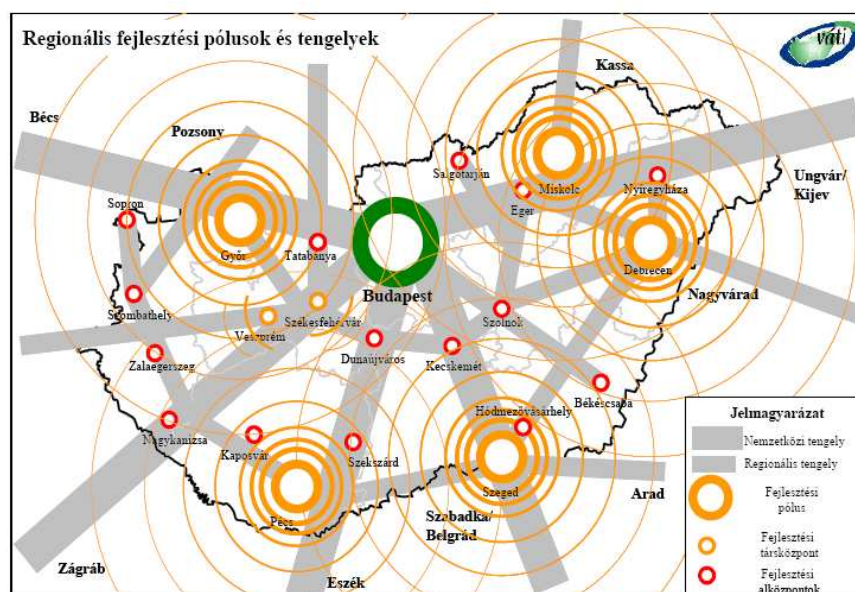 Regionális fejlesztési pólusok és tengelyek
váti
Kassa
Bécs
Pozsony
Ungvár/
Kijev
Salgótarján
Miskolc
Nyíregyháza
Eger
Sopron
Győr
Tatabánya
Debrecen
Budapest
Nagyvárad
Szombathely
Veszprém
Székesfehérvár
Szolnok
Dunaújváros
Kecskemét
Zalaegerszeg
Békéscsaba
Hódmezővásárhely
Nagykanizsa
Kaposvár
Szekszárd
Szeged
Arad
Pécs
Szabadka/
Belgrád
Zágráb
Eszék
Jelmagyarázat
Nemzetközi tengely
Regionális tengely
Fejlesztési
pólus
Fejlesztési
társközpont
Fejlesztési
alközpontok